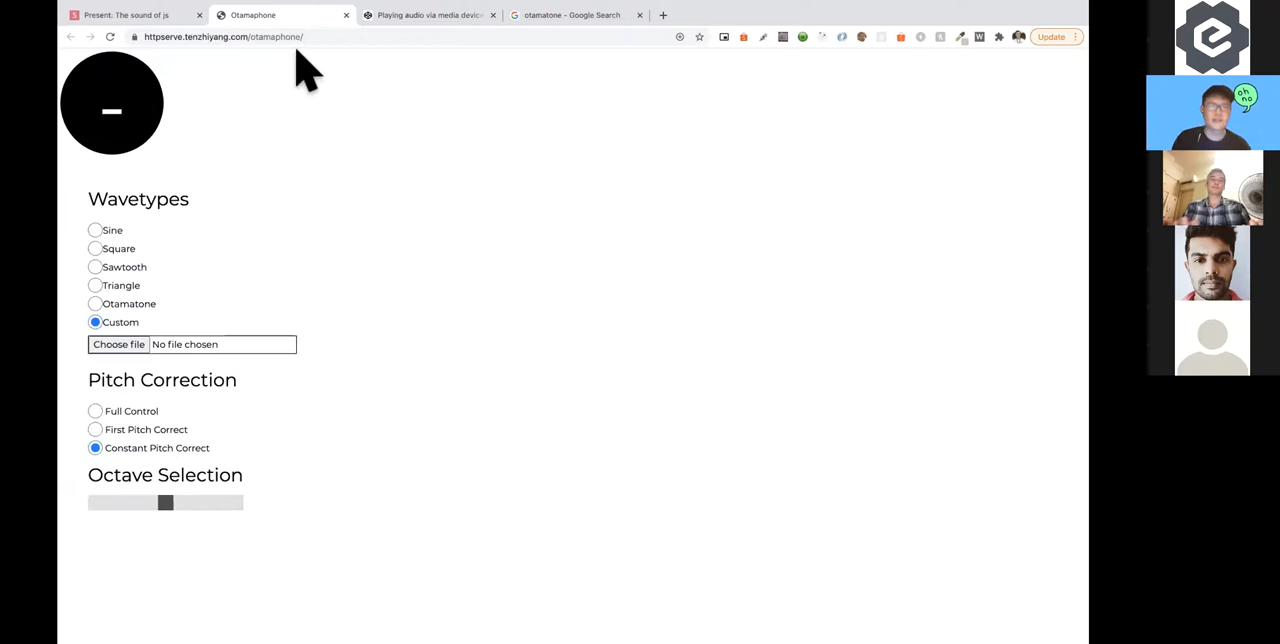 Present: The sound of js
Otamaphone
Playing audio via media device
otamatone - Google Search
httpserve.tenzhiyang.com/otamaphone/
Update
oh no
Wavetypes
Sine
Square
Sawtooth
Triangle
Otamatone
Custom
Choose file No file chosen
Pitch Correction
Full Control
First Pitch Correct
Constant Pitch Correct
Octave Selection